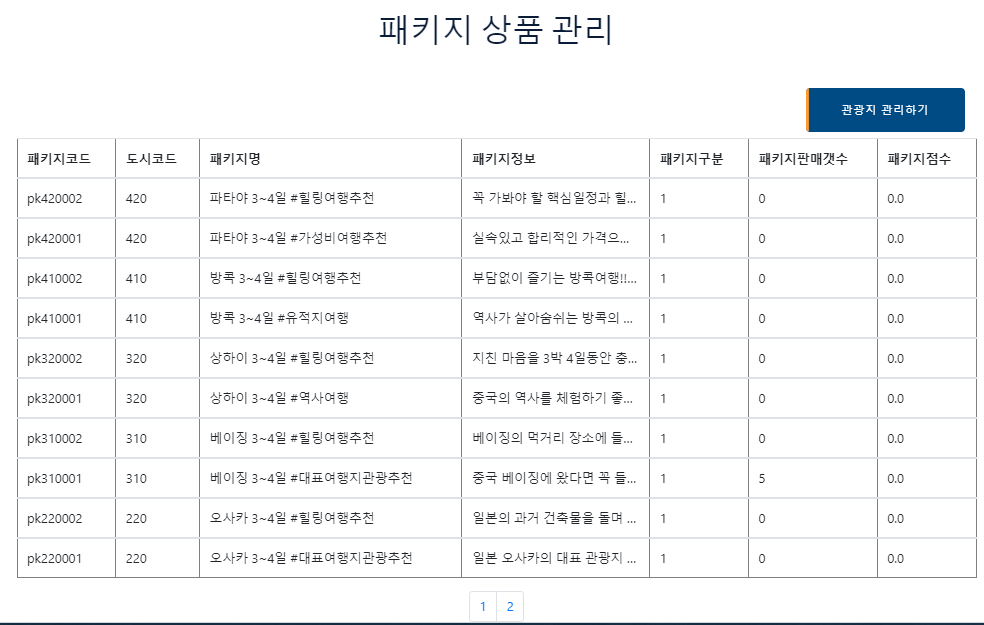 패키지 상품 관리
관광지 관리하기
패키지코드 도시코드 패키지명 패키지정보 패키지구분 패키지판매갯수 패키지점수
pk420002 420 파타야 3~4일 #힐링여행추천 꼭 가봐야 할 핵심일정과 힐... 1 0 0.0
pk420001 420 파타야 3~4일 #가성비여행추천 실속있고 합리적인 가격으... 1 0 0.0
pk410002 410 방콕 3~4일 #힐링여행추천 부담없이 즐기는 방콕여행!!... 1 0 0.0
pk410001 410 방콕 3~4일 #유적지여행 역사가 살아숨쉬는 방콕의 ... 1 0 0.0
pk320002 320 상하이 3~4일 #힐링여행추천 지친 마음을 3박 4일동안 충... 1 0 0.0
pk320001 320 상하이 3~4일 #역사여행 중국의 역사를 체험하기 좋... 1 0 0.0
pk310002 310 베이징 3~4일 #힐링여행추천 베이징의 먹거리 장소에 들... 1 0 0.0
pk310001 310 베이징 3~4일 #대표여행지관광추천 중국 베이징에 왔다면 꼭 들... 1 5 0.0
pk220002 220 오사카 3~4일 #힐링여행추천 일본의 과거 건축물을 돌며 ... 1 0 0.0
pk220001 220 오사카 3~4일 #대표여행지관광추천 일본 오사카의 대표 관광지 ... 1 0 0.0
1 2